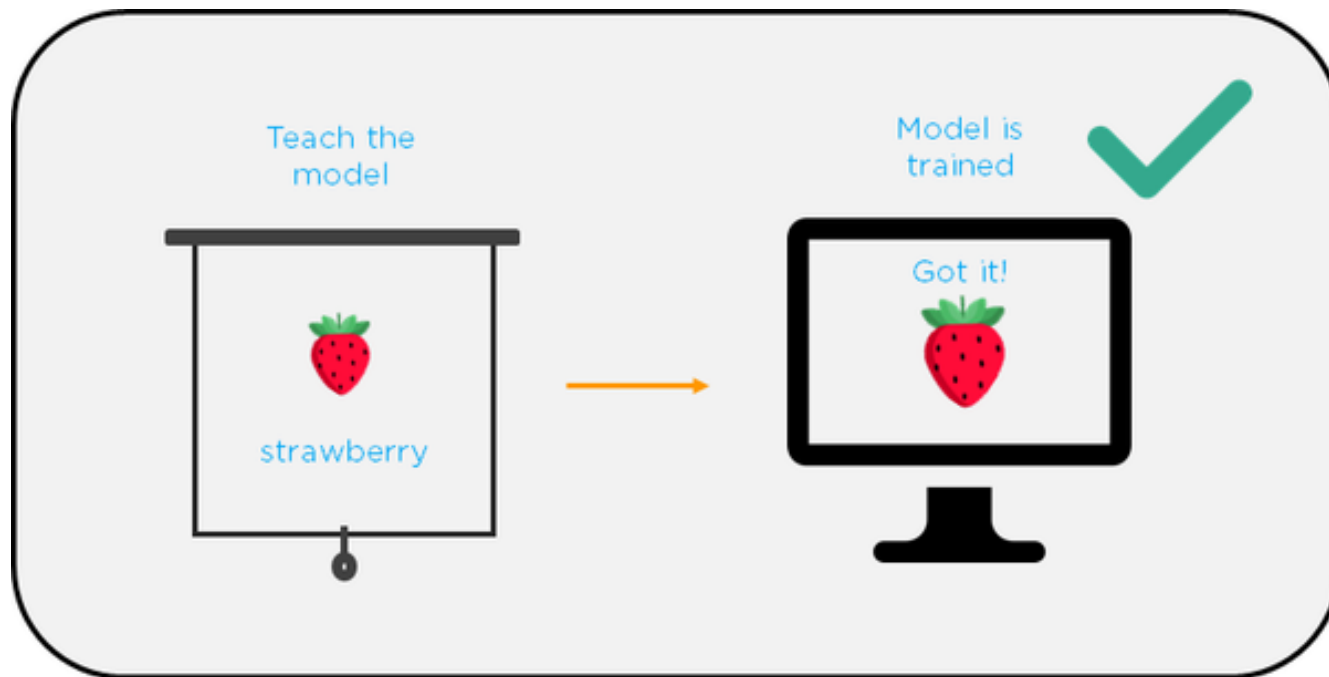 Teach the
model
strawberry
Model is
trained
Got it!